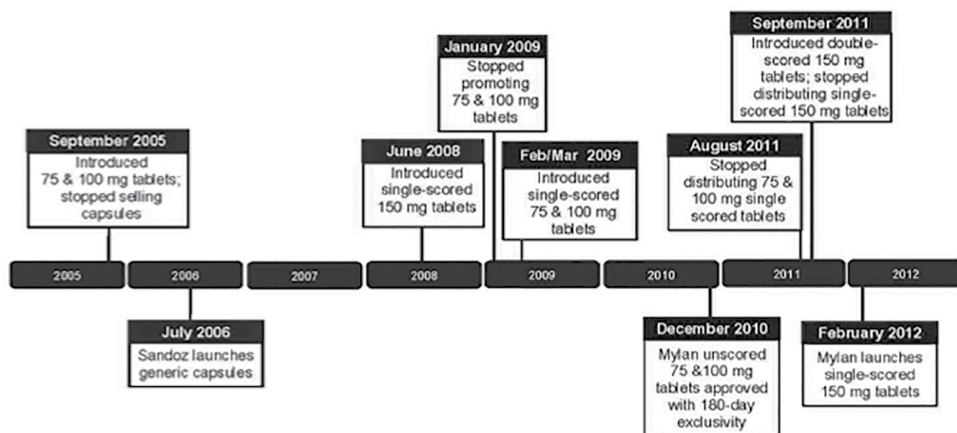 September 2005
Introduced
75 & 100 mg tablets;
stopped selling
capsules
June 2008
Introduced
single-scored
150 mg tablets
January 2009
Stopped
promoting
75 & 100 mg
tablets
Feb/Mar 2009
Introduced
single-scored
75 & 100 mg
tablets
August 2011
Stopped
distributing 75 &
100 mg single
scored tablets
September 2011
Introduced double-
scored 150 mg
tablets; stopped
distributing single-
scored 150 mg tablets
2005
2006
2007
2008
2009
2010
2011
2012
July 2006
Sandoz launches
generic capsules
December 2010
Mylan unscored
75 &100 mg
tablets approved
with 180-day
exclusivity
February 2012
Mylan launches
single-scored
150 mg tablets